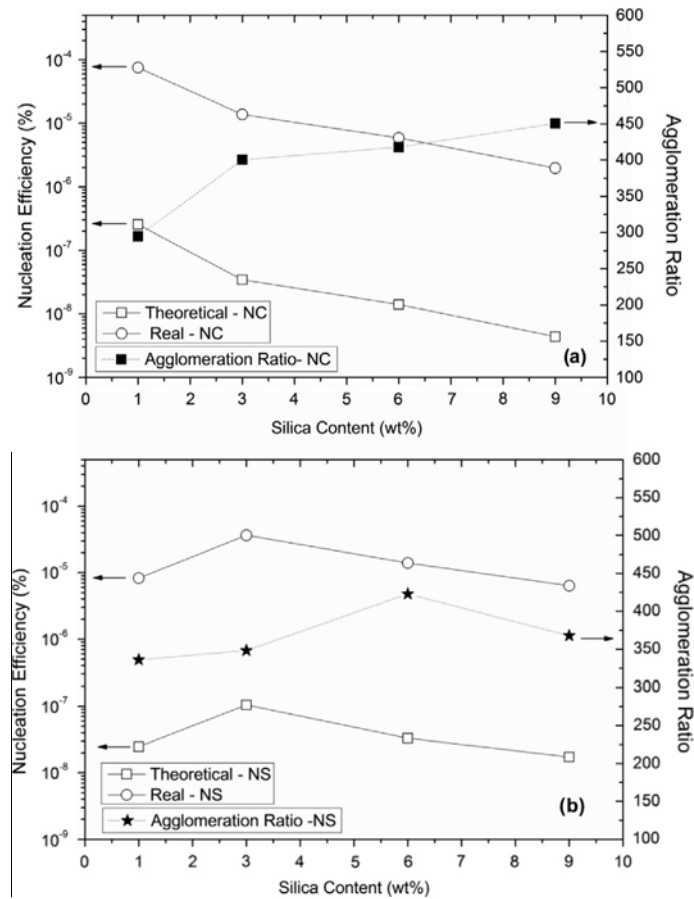 Nucleation Efficiency (%)
10⁻⁴
10⁻⁵
10⁻⁶
10⁻⁷
10⁻⁸
10⁻⁹
600
550
500
450
400
350
300
250
200
150
100
Agglomeration Ratio
Theoretical - NC
Real - NC
Agglomeration Ratio- NC
(a)
0 1 2 3 4 5 6 7 8 9 10
Silica Content (wt%)
Nucleation Efficiency (%)
10⁻⁴
10⁻⁵
10⁻⁶
10⁻⁷
10⁻⁸
10⁻⁹
600
550
500
450
400
350
300
250
200
150
100
Agglomeration Ratio
Theoretical - NS
Real - NS
Agglomeration Ratio -NS
(b)
0 1 2 3 4 5 6 7 8 9 10
Silica Content (wt%)